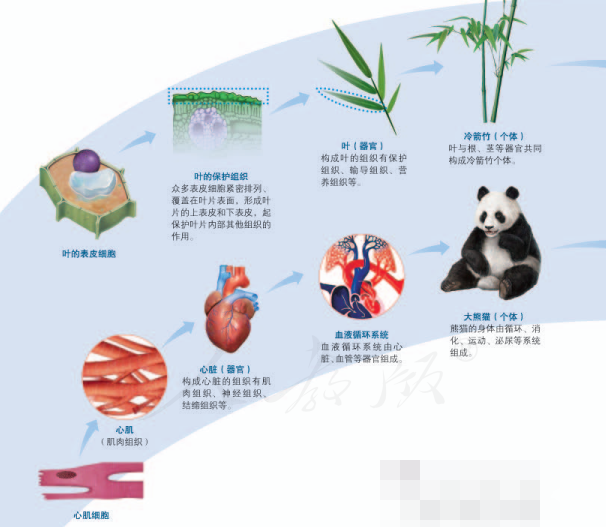 冷箭竹（个体）
叶与根、茎等器官共同
构成冷箭竹个体。
叶（器官）
构成叶的组织有保护
组织、输导组织、营
养组织等。
叶的保护组织
众多表皮细胞紧密排列、
覆盖在叶片表面，形成叶
片的上表皮和下表皮，起
保护叶片内部其他组织的
作用。
叶的表皮细胞
大熊猫（个体）
熊猫的身体由循环、消
化、运动、泌尿等系统
组成。
血液循环系统
血液循环系统由心
脏、血管等器官组成。
心脏（器官）
构成心脏的组织有肌
肉组织、神经组织、
结缔组织等。
心肌
（肌肉组织）
心肌细胞